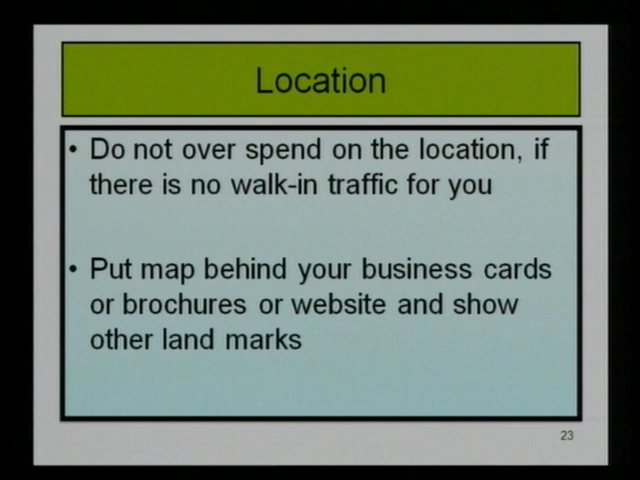 Location
• Do not over spend on the location, if
there is no walk-in traffic for you
• Put map behind your business cards
or brochures or website and show
other land marks
23